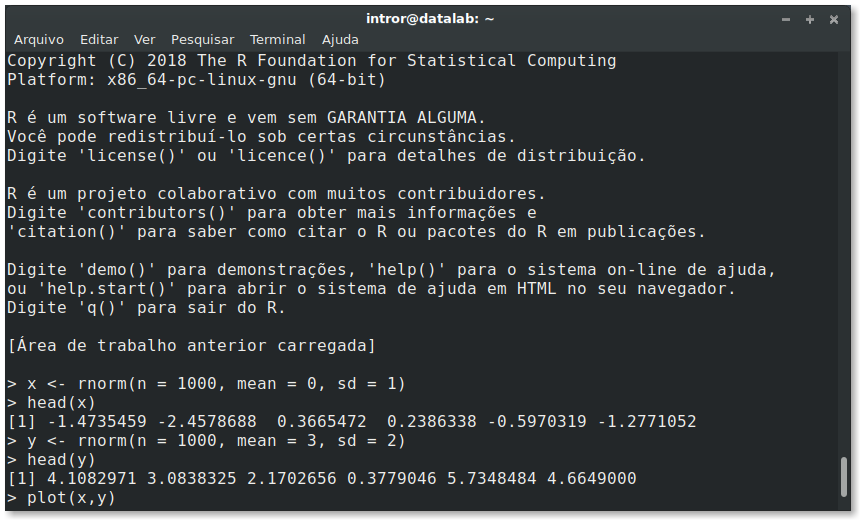 intror@datalab: ~
Arquivo Editar Ver Pesquisar Terminal Ajuda
Copyright (C) 2018 The R Foundation for Statistical Computing
Platform: x86_64-pc-linux-gnu (64-bit)
R é um software livre e vem sem GARANTIA ALGUMA.
Você pode redistribuí-lo sob certas circunstâncias.
Digite 'license()' ou 'licence()' para detalhes de distribuição.
R é um projeto colaborativo com muitos contribuidores.
Digite 'contributors()' para obter mais informações e
'citation()' para saber como citar o R ou pacotes do R em publicações.
Digite 'demo()' para demonstrações, 'help()' para o sistema on-line de ajuda,
ou 'help.start()' para abrir o sistema de ajuda em HTML no seu navegador.
Digite 'q()' para sair do R.
[Área de trabalho anterior carregada]
> x <- rnorm(n = 1000, mean = 0, sd = 1)
> head(x)
[1] -1.4735459 -2.4578688  0.3665472  0.2386338 -0.5970319 -1.2771052
> y <- rnorm(n = 1000, mean = 3, sd = 2)
> head(y)
[1] 4.1082971 3.0838325 2.1702656 0.3779046 5.7348484 4.6649000
> plot(x,y)